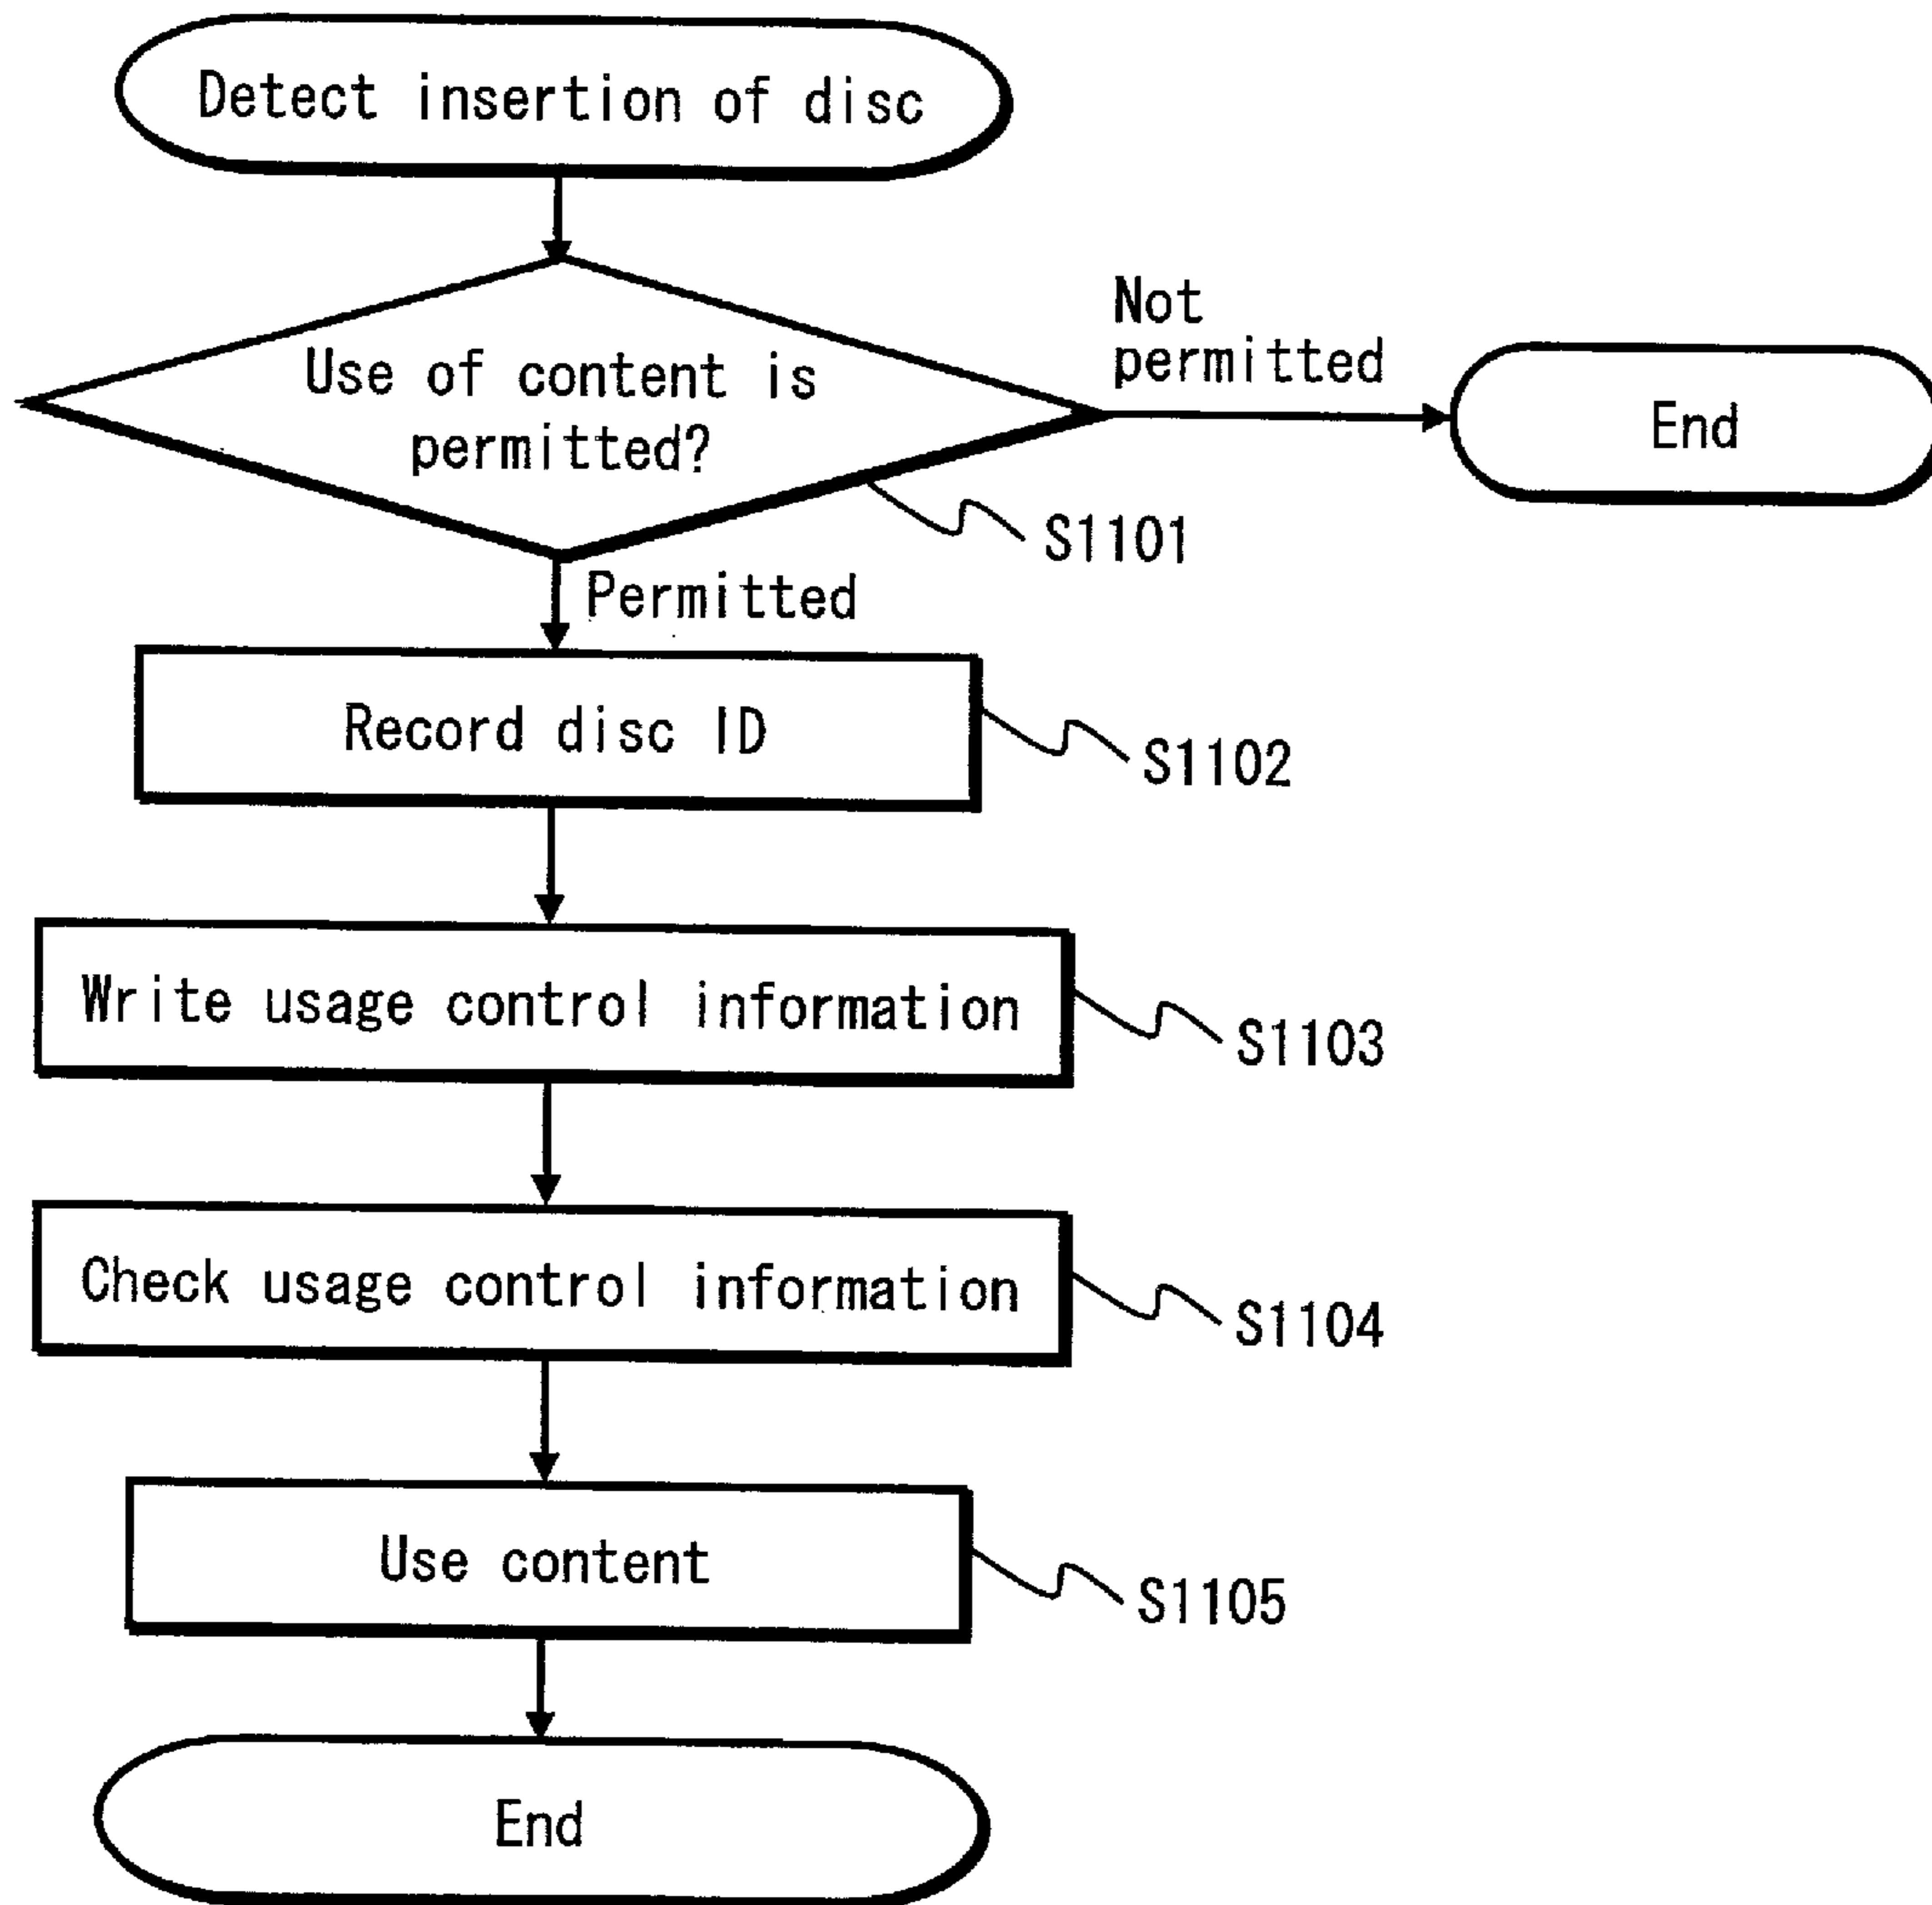 Detect insertion of disc
Use of content is
permitted?
Not
permitted
End
S1101
Permitted
Record disc ID
S1102
Write usage control information
S1103
Check usage control information
S1104
Use content
S1105
End